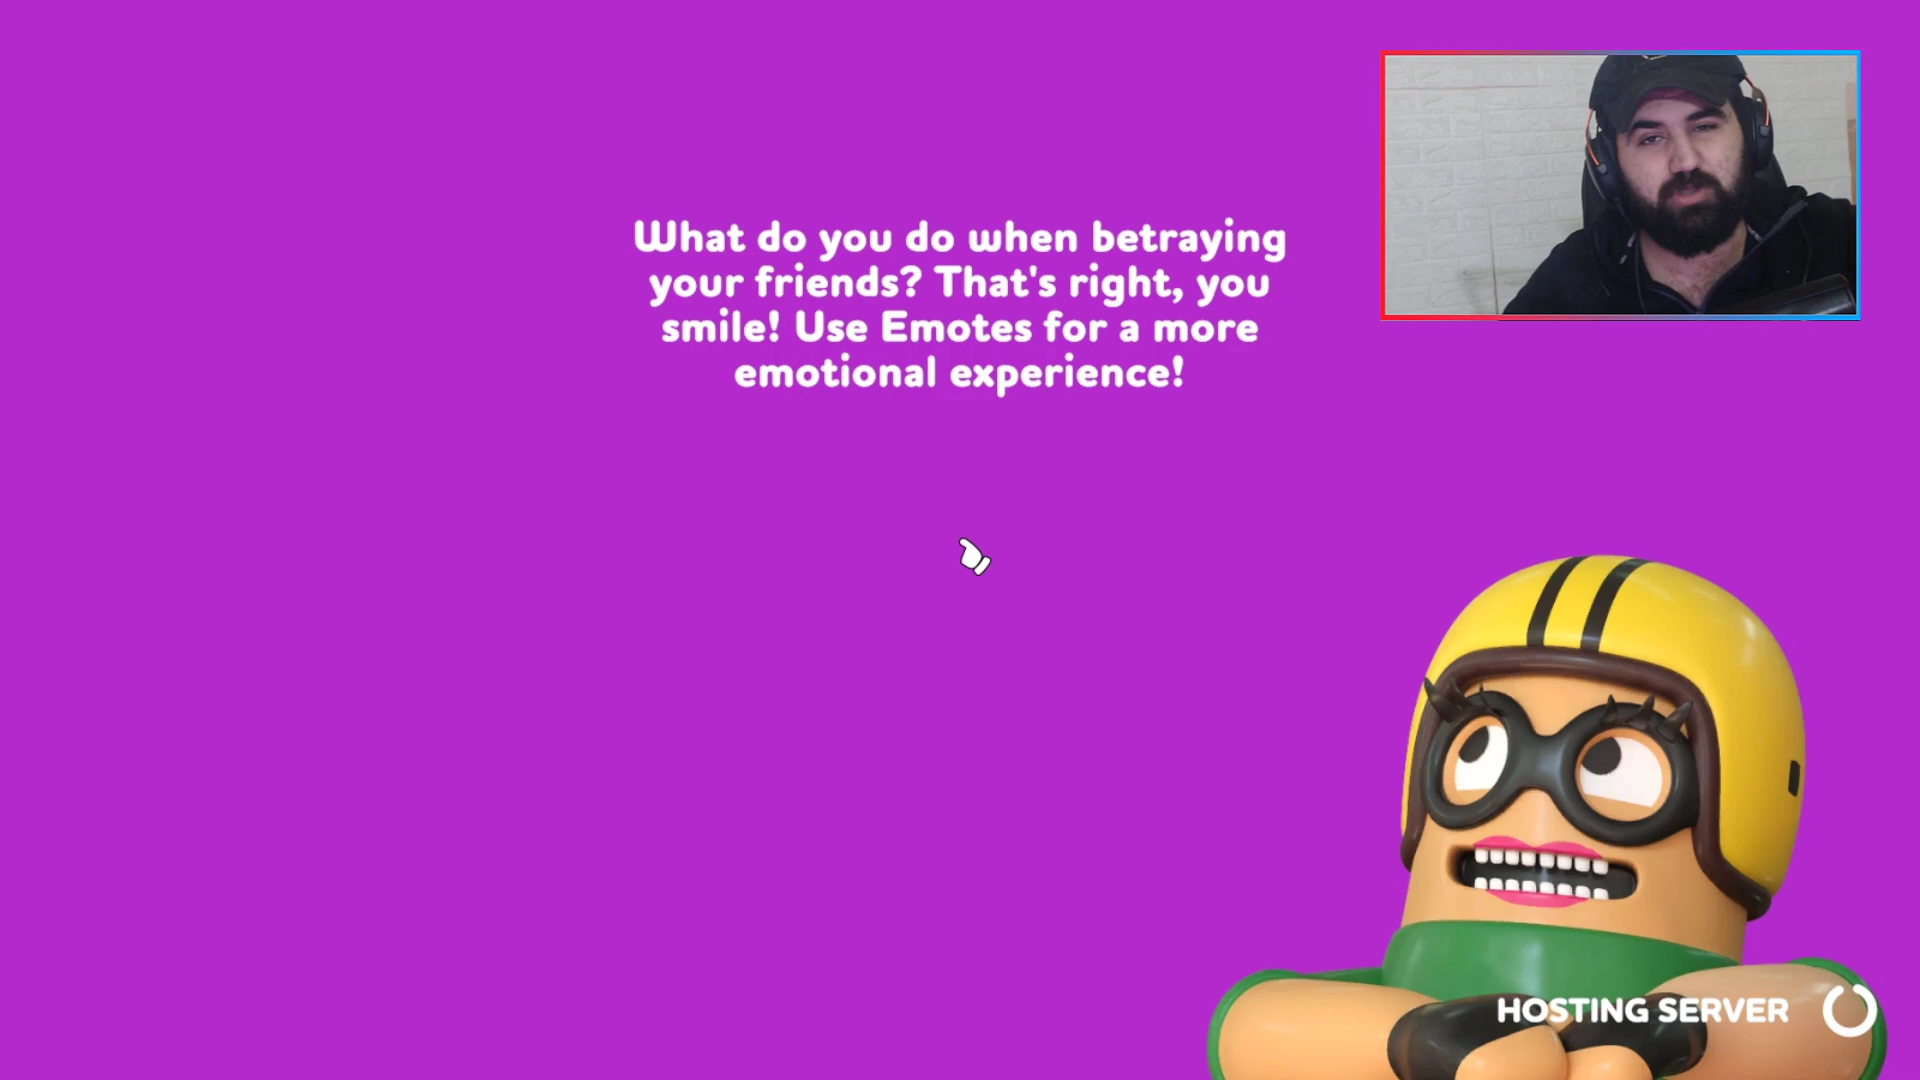 What do you do when betraying
your friends? That's right, you
smile! Use Emotes for a more
emotional experience!
HOSTING SERVER